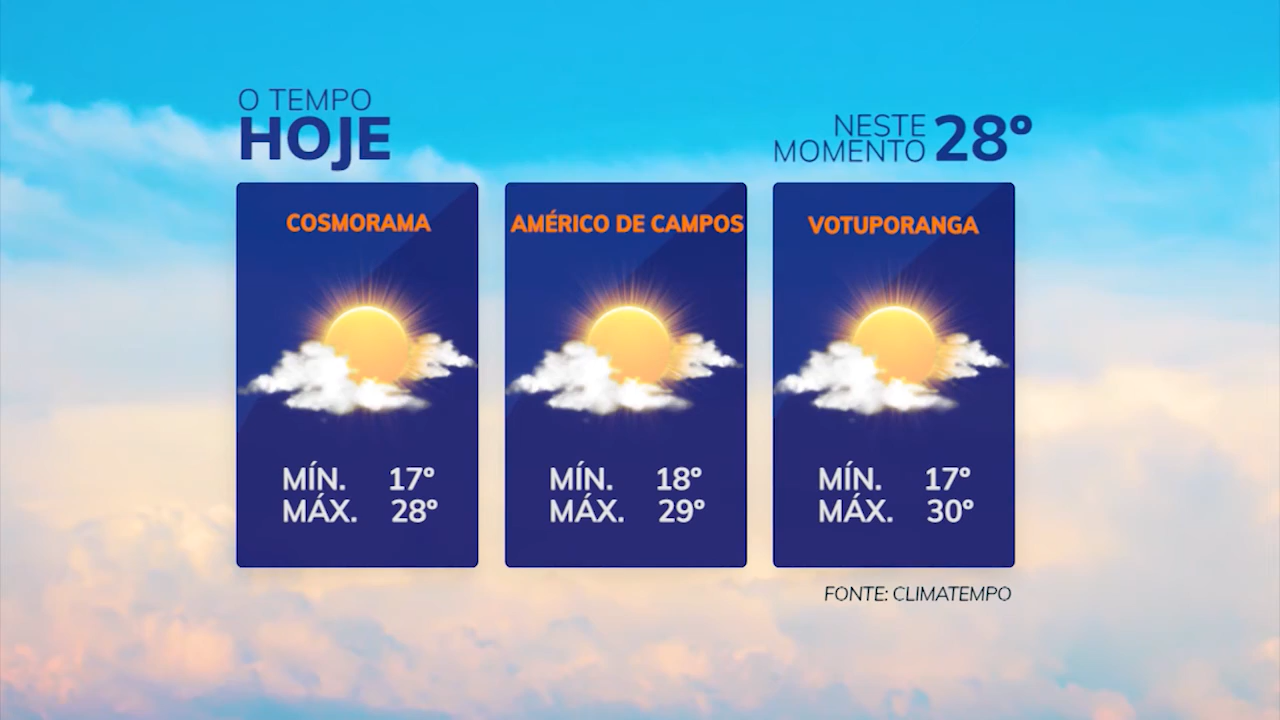 O TEMPO
HOJE
NESTE
MOMENTO 28º
COSMORAMA
MÍN. 17º
MÁX. 28º
AMÉRICO DE CAMPOS
MÍN. 18º
MÁX. 29º
VOTUPORANGA
MÍN. 17º
MÁX. 30º
FONTE: CLIMATEMPO